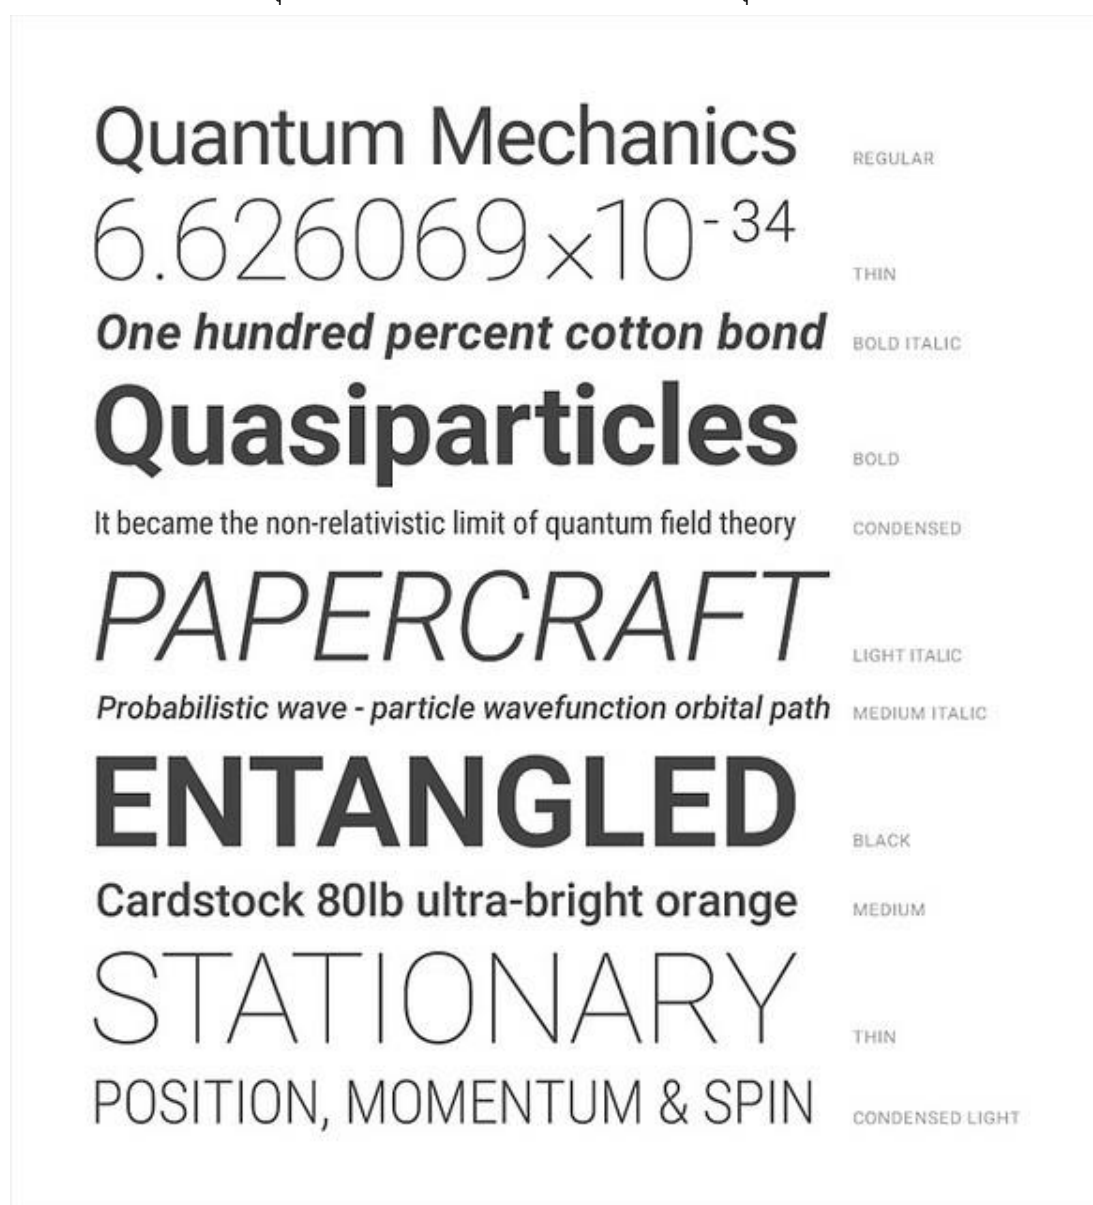 Quantum Mechanics REGULAR
6.626069×10-34 THIN
One hundred percent cotton bond BOLD ITALIC
Quasiparticles BOLD
It became the non-relativistic limit of quantum field theory CONDENSED
PAPERCRAFT LIGHT ITALIC
Probabilistic wave - particle wavefunction orbital path MEDIUM ITALIC
ENTANGLED BLACK
Cardstock 80lb ultra-bright orange MEDIUM
STATIONARY THIN
POSITION, MOMENTUM & SPIN CONDENSED LIGHT